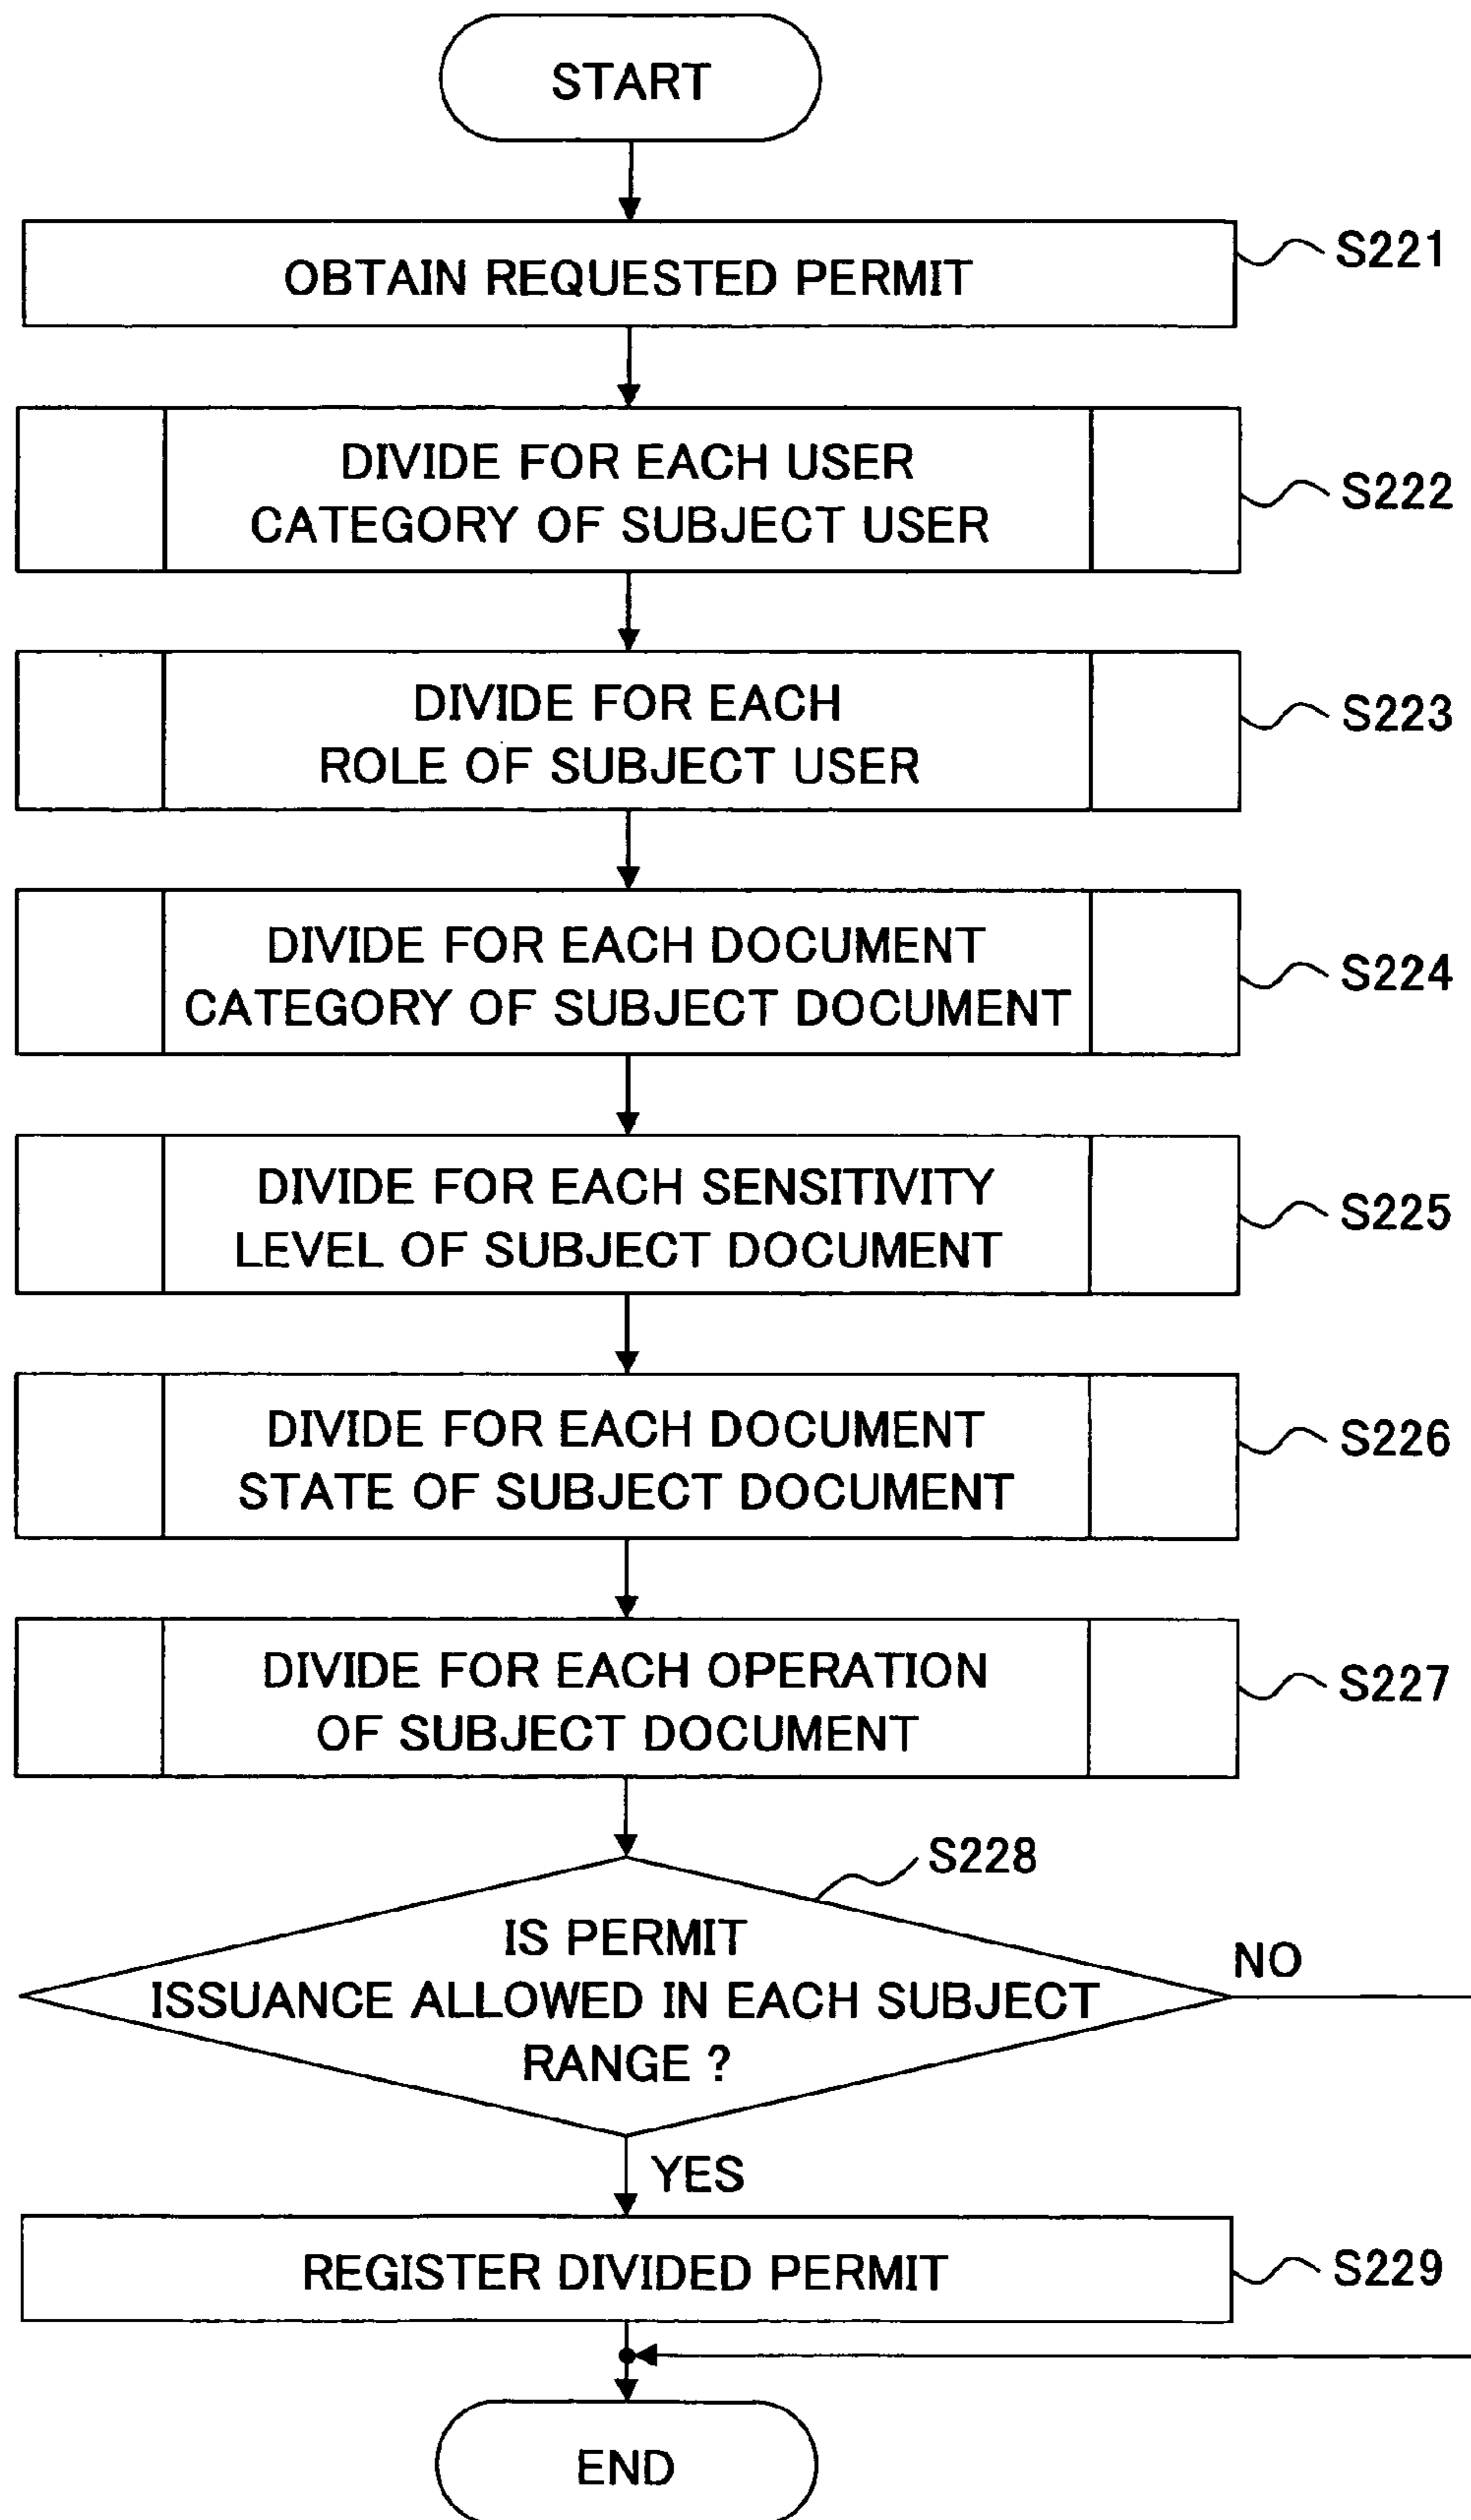 START
OBTAIN REQUESTED PERMIT
S221
DIVIDE FOR EACH USER
CATEGORY OF SUBJECT USER
S222
DIVIDE FOR EACH
ROLE OF SUBJECT USER
S223
DIVIDE FOR EACH DOCUMENT
CATEGORY OF SUBJECT DOCUMENT
S224
DIVIDE FOR EACH SENSITIVITY
LEVEL OF SUBJECT DOCUMENT
S225
DIVIDE FOR EACH DOCUMENT
STATE OF SUBJECT DOCUMENT
S226
DIVIDE FOR EACH OPERATION
OF SUBJECT DOCUMENT
S227
S228
IS PERMIT
ISSUANCE ALLOWED IN EACH SUBJECT
RANGE ?
NO
YES
REGISTER DIVIDED PERMIT
S229
END